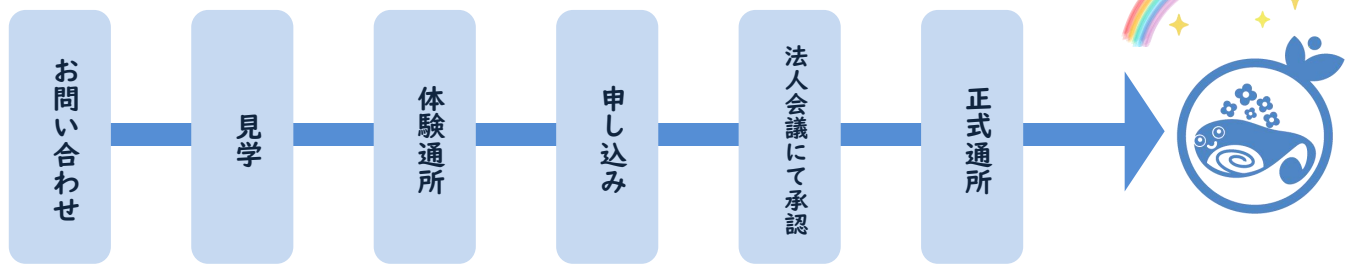 お問い合わせ
見学
体験通所
申し込み
法人会議にて承認
正式通所